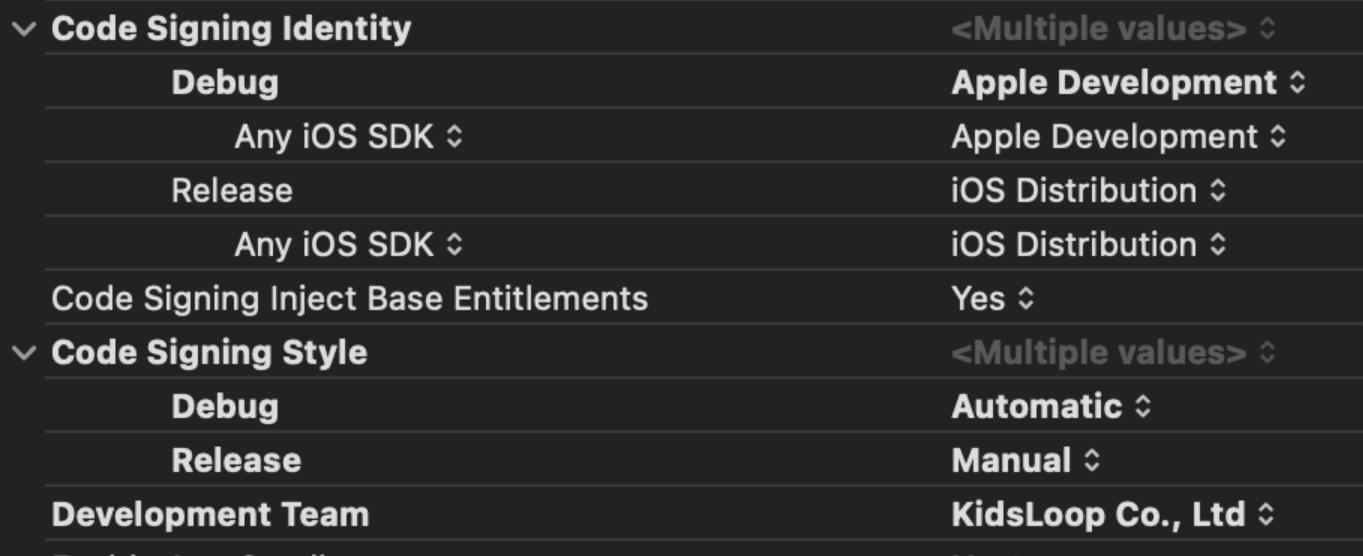 Code Signing Identity <Multiple values>
Debug Apple Development
Any iOS SDK Apple Development
Release iOS Distribution
Any iOS SDK iOS Distribution
Code Signing Inject Base Entitlements Yes
Code Signing Style <Multiple values>
Debug Automatic
Release Manual
Development Team KidsLoop Co., Ltd